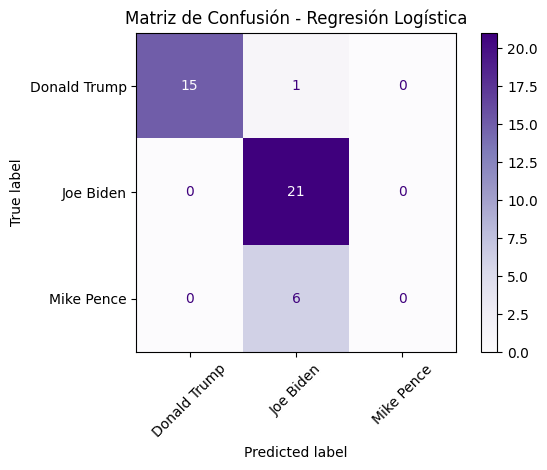 Matriz de Confusión - Regresión Logística
True label
Donald Trump 15 1 0
Joe Biden 0 21 0
Mike Pence 0 6 0
Donald Trump Joe Biden Mike Pence
Predicted label
20.0
17.5
15.0
12.5
10.0
7.5
5.0
2.5
0.0